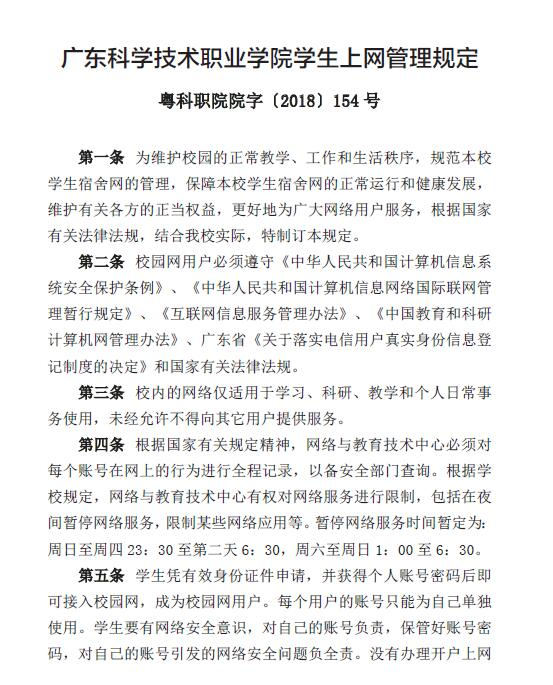 广东科学技术职业学院学生上网管理规定
粤科职院院字〔2018〕154 号
第一条 为维护校园的正常教学、工作和生活秩序，规范本校
学生宿舍网的管理，保障本校学生宿舍网的正常运行和健康发展，
维护有关各方的正当权益，更好地为广大网络用户服务，根据国家
有关法律法规，结合我校实际，特制订本规定。
第二条 校园网用户必须遵守《中华人民共和国计算机信息系
统安全保护条例》、《中华人民共和国计算机信息网络国际联网管
理暂行规定》、《互联网信息服务管理办法》、《中国教育和科研
计算机网管理办法》、广东省《关于落实电信用户真实身份信息登
记制度的决定》和国家有关法律法规。
第三条 校内的网络仅适用于学习、科研、教学和个人日常事
务使用，未经允许不得向其它用户提供服务。
第四条 根据国家有关规定精神，网络与教育技术中心必须对
每个账号在网上的行为进行全程记录，以备安全部门查询。根据学
校规定，网络与教育技术中心有权对网络服务进行限制，包括在夜
间暂停网络服务，限制某些网络应用等。暂停网络服务时间暂定为：
周日至周四 23：30 至第二天 6：30，周六至周日 1：00 至 6：30。
第五条 学生凭有效身份证件申请，并获得个人账号密码后即
可接入校园网，成为校园网用户。每个用户的账号只能为自己单独
使用。学生要有网络安全意识，对自己的账号负责，保管好账号密
码，对自己的账号引发的网络安全问题负全责。没有办理开户上网